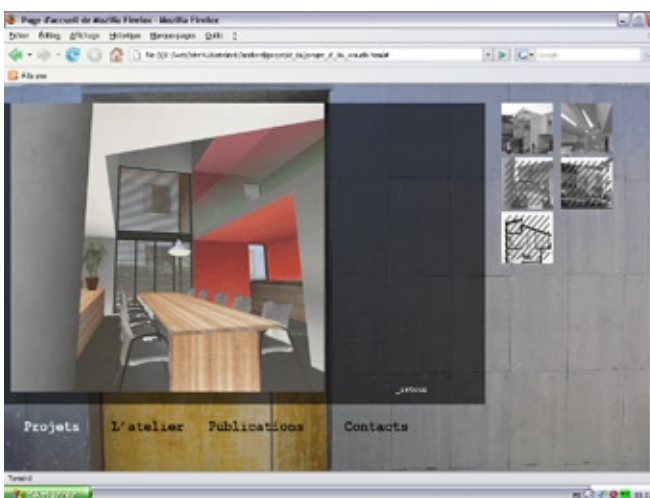 Page d'accueil de Mozilla Firefox - Mozilla Firefox
Fichier Édition Affichage Historique Marque-pages Outils ?
À la une
_retour
Projets L'atelier Publications Contacts
Terminé